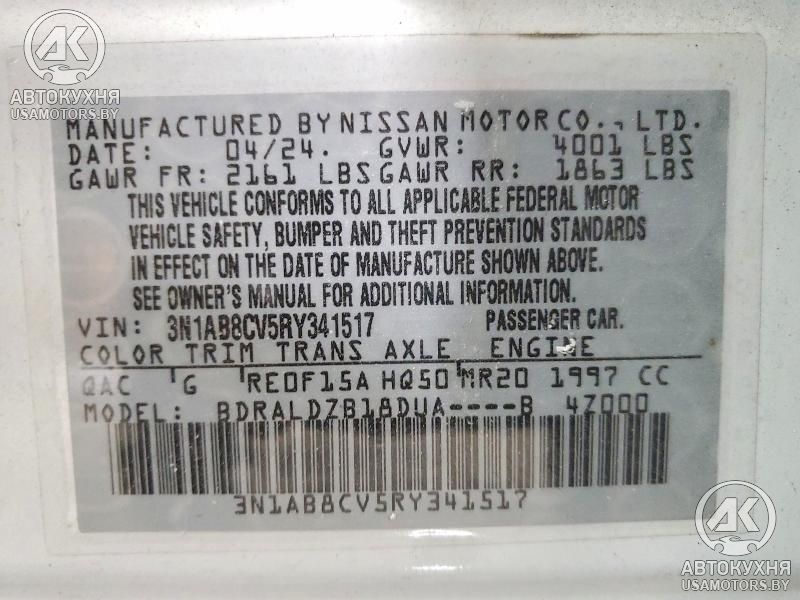 AK
АВТОКУХНЯ
USAMOTORS.BY
MANUFACTURED BY NISSAN MOTOR CO., LTD.
DATE: 04/24. GVWR: 4001 LBS
GAWR FR: 2161 LBS GAWR RR: 1863 LBS
THIS VEHICLE CONFORMS TO ALL APPLICABLE FEDERAL MOTOR
VEHICLE SAFETY, BUMPER AND THEFT PREVENTION STANDARDS
IN EFFECT ON THE DATE OF MANUFACTURE SHOWN ABOVE.
SEE OWNER'S MANUAL FOR ADDITIONAL INFORMATION.
VIN: 3N1AB8CV5RY341517 PASSENGER CAR.
COLOR TRIM TRANS AXLE ENGINE
QAC G RE0F15A HQ50 MR20 1997 CC
MODEL: BDRALDZB18DUA----B 4Z000
3N1AB8CV5RY341517
AK
АВТОКУХНЯ
USAMOTORS.BY